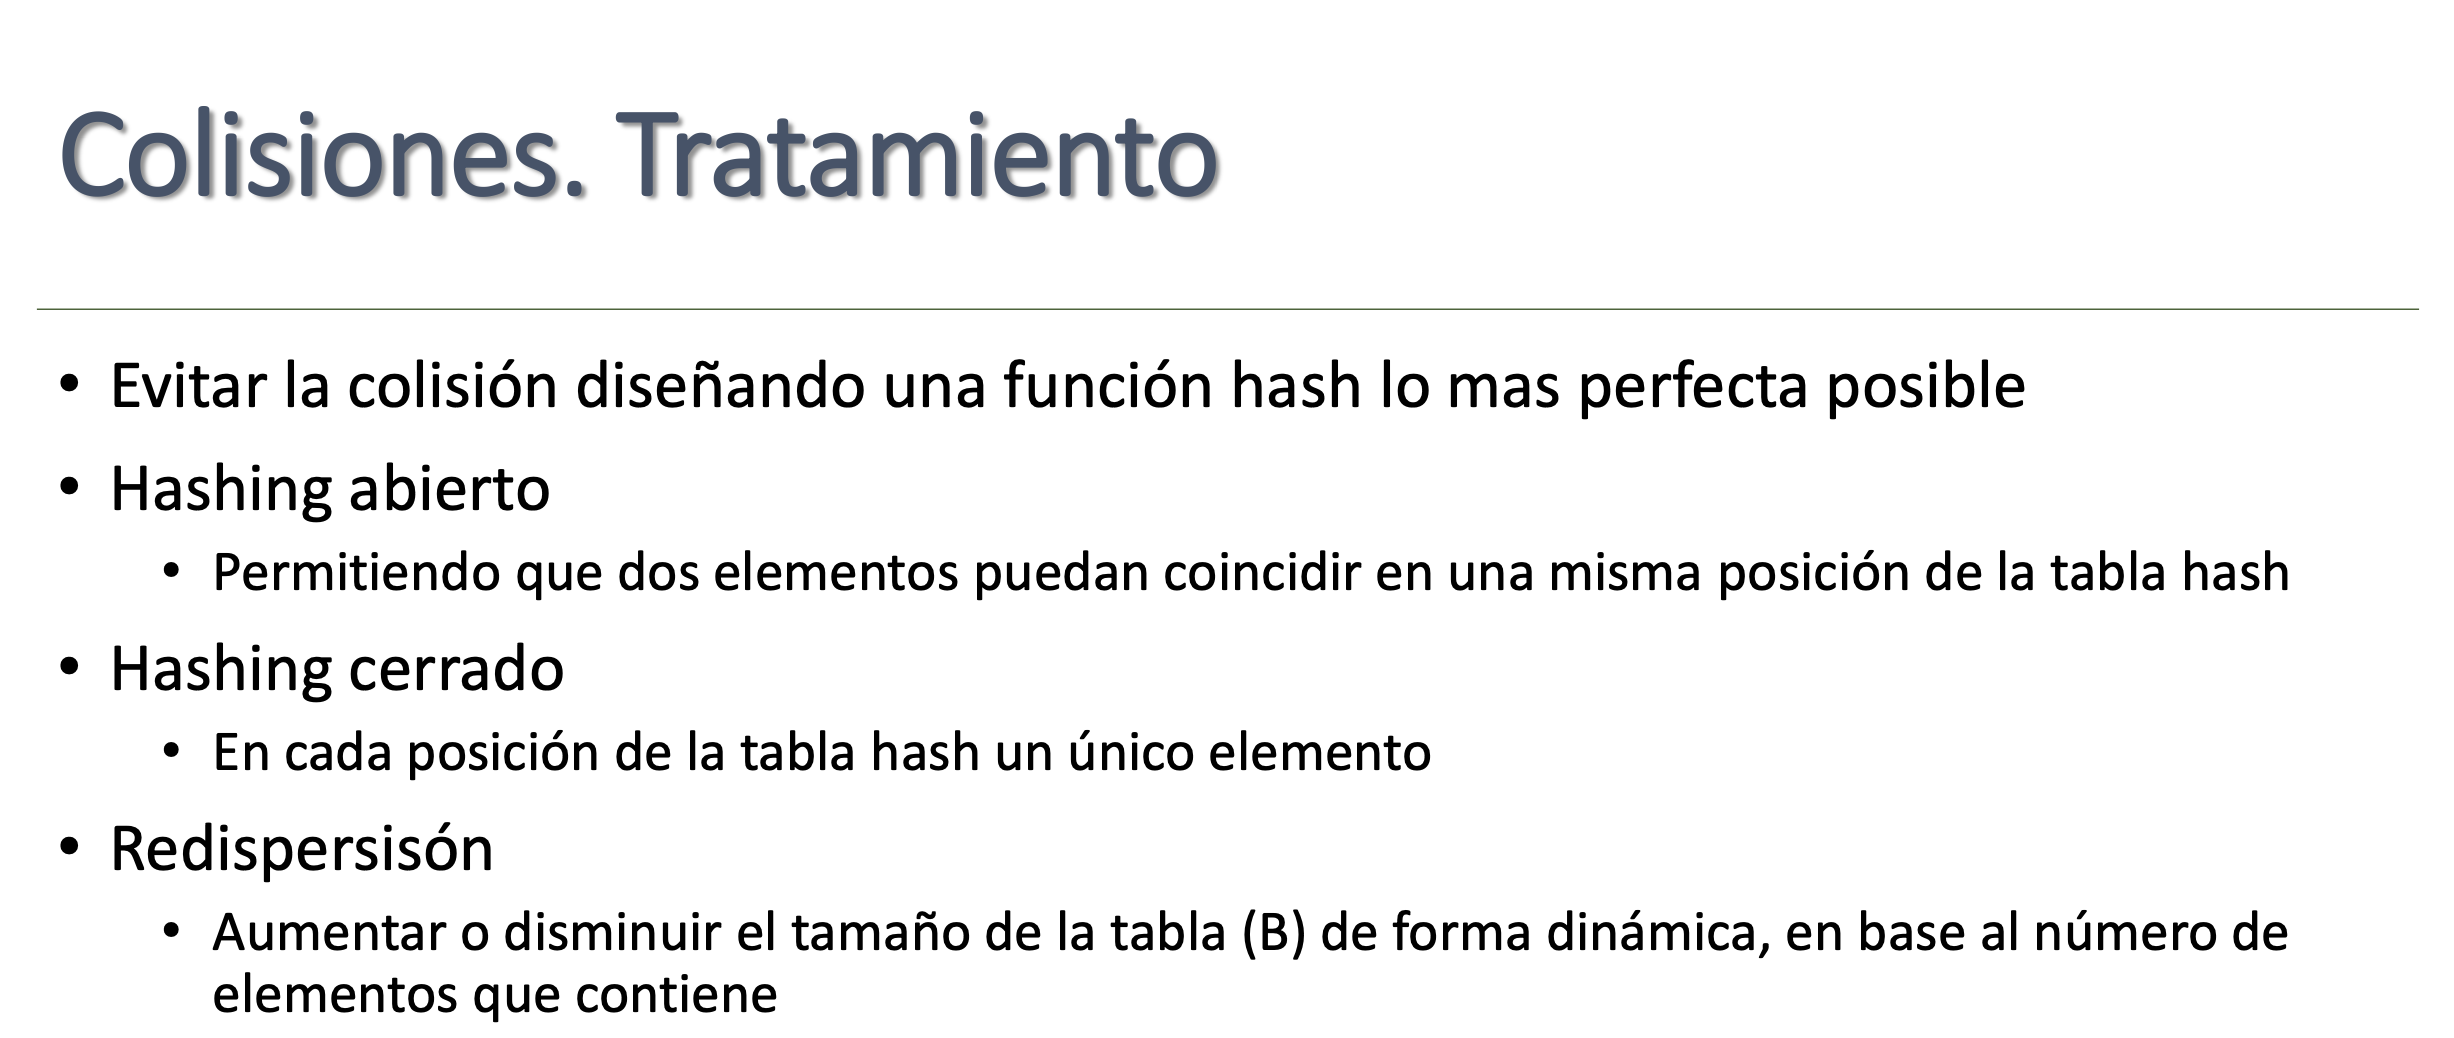 Colisiones. Tratamiento
• Evitar la colisión diseñando una función hash lo mas perfecta posible
• Hashing abierto
• Permitiendo que dos elementos puedan coincidir en una misma posición de la tabla hash
• Hashing cerrado
• En cada posición de la tabla hash un único elemento
• Redispersisón
• Aumentar o disminuir el tamaño de la tabla (B) de forma dinámica, en base al número de
elementos que contiene